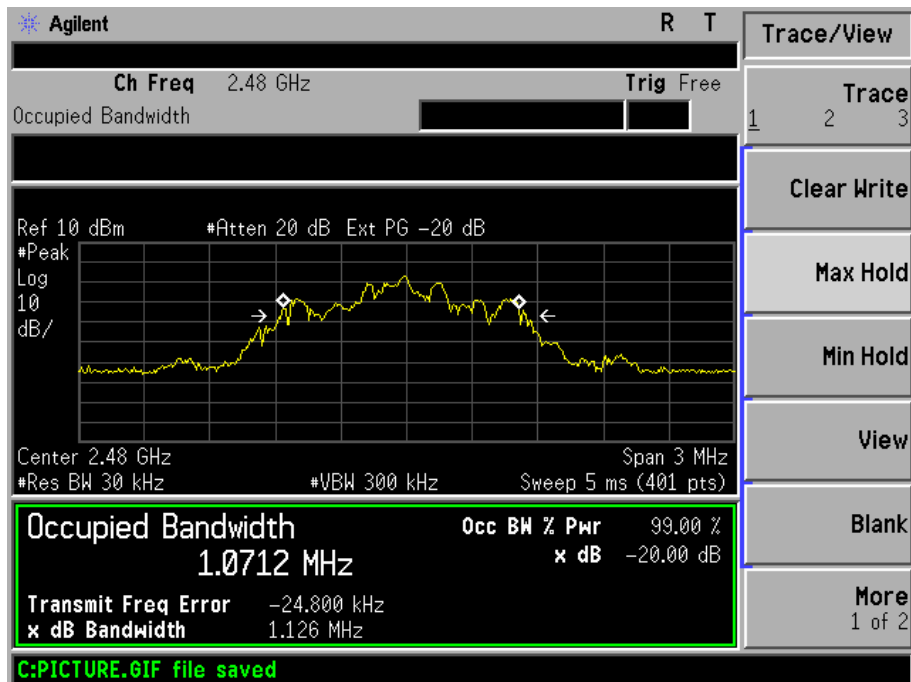 Agilent R T
Ch Freq 2.48 GHz Trig Free
Occupied Bandwidth
Ref 10 dBm #Atten 20 dB Ext PG -20 dB
#Peak
Log
10
dB/
Center 2.48 GHz Span 3 MHz
#Res BW 30 kHz #VBW 300 kHz Sweep 5 ms (401 pts)
Occupied Bandwidth Occ BW % Pwr 99.00 %
1.0712 MHz x dB -20.00 dB
Transmit Freq Error -24.800 kHz
x dB Bandwidth 1.126 MHz
C:PICTURE.GIF file saved
Trace/View
Trace
1 2 3
Clear Write
Max Hold
Min Hold
View
Blank
More
1 of 2